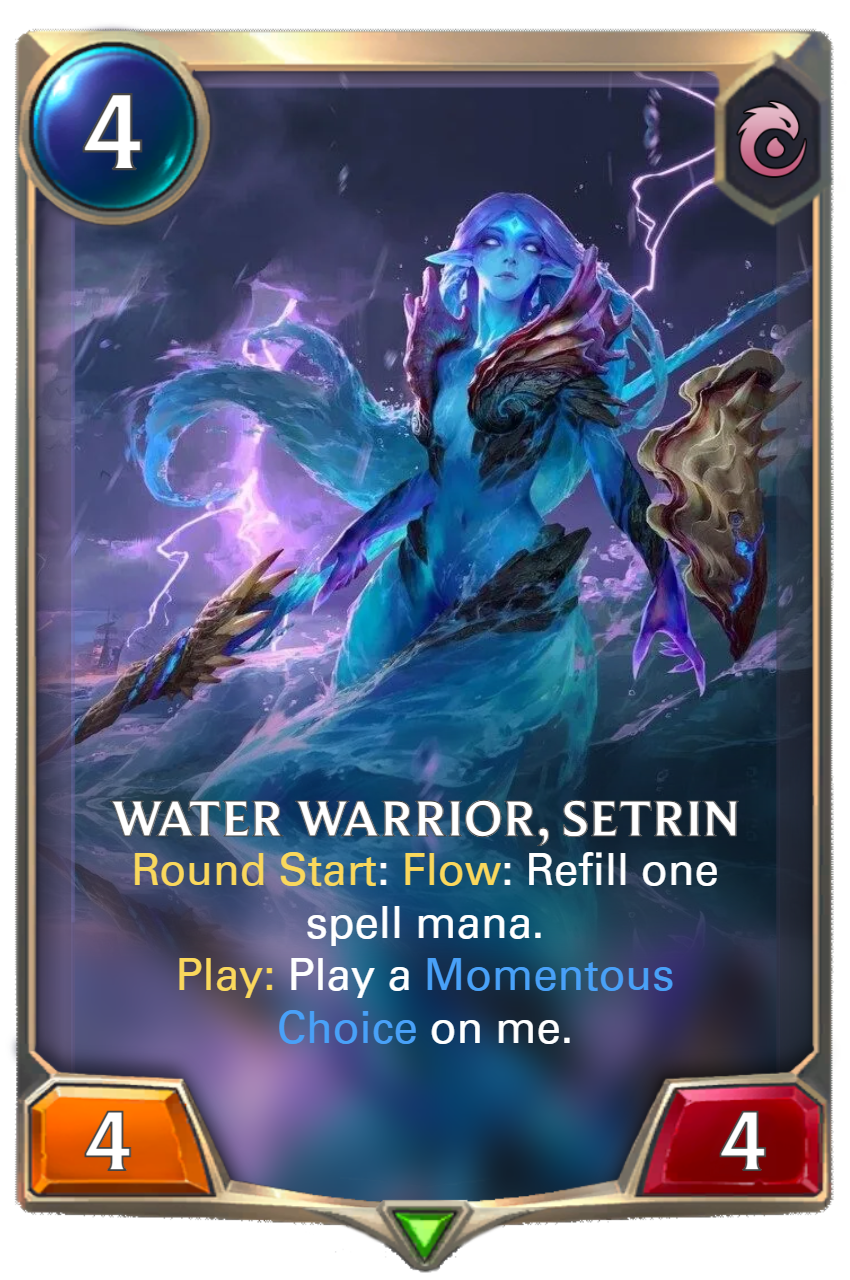 4
WATER WARRIOR, SETRIN
Round Start: Flow: Refill one
spell mana.
Play: Play a Momentous
Choice on me.
4
4